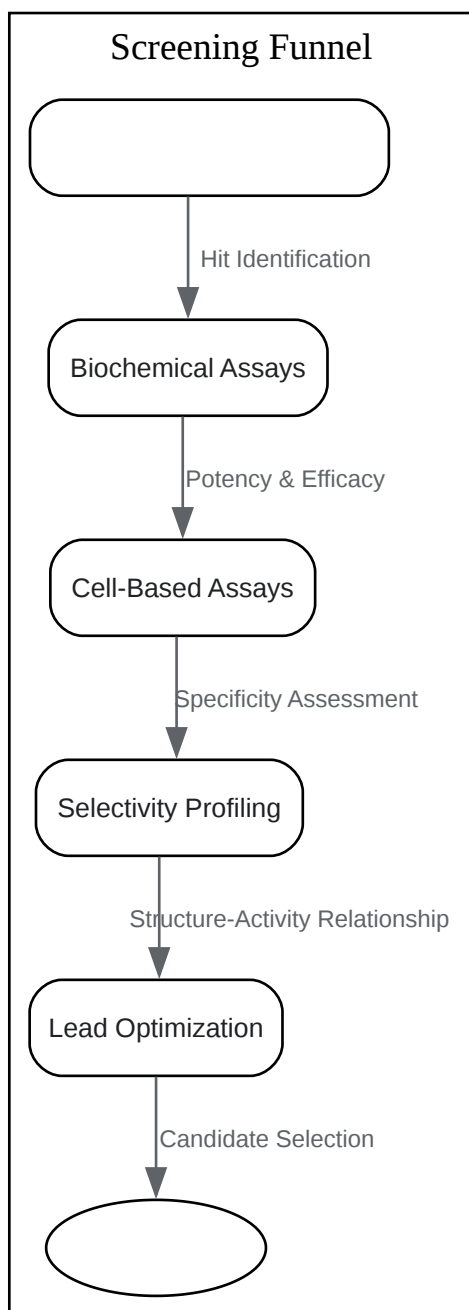 Screening Funnel
Hit Identification
Biochemical Assays
Potency & Efficacy
Cell-Based Assays
Specificity Assessment
Selectivity Profiling
Structure-Activity Relationship
Lead Optimization
Candidate Selection